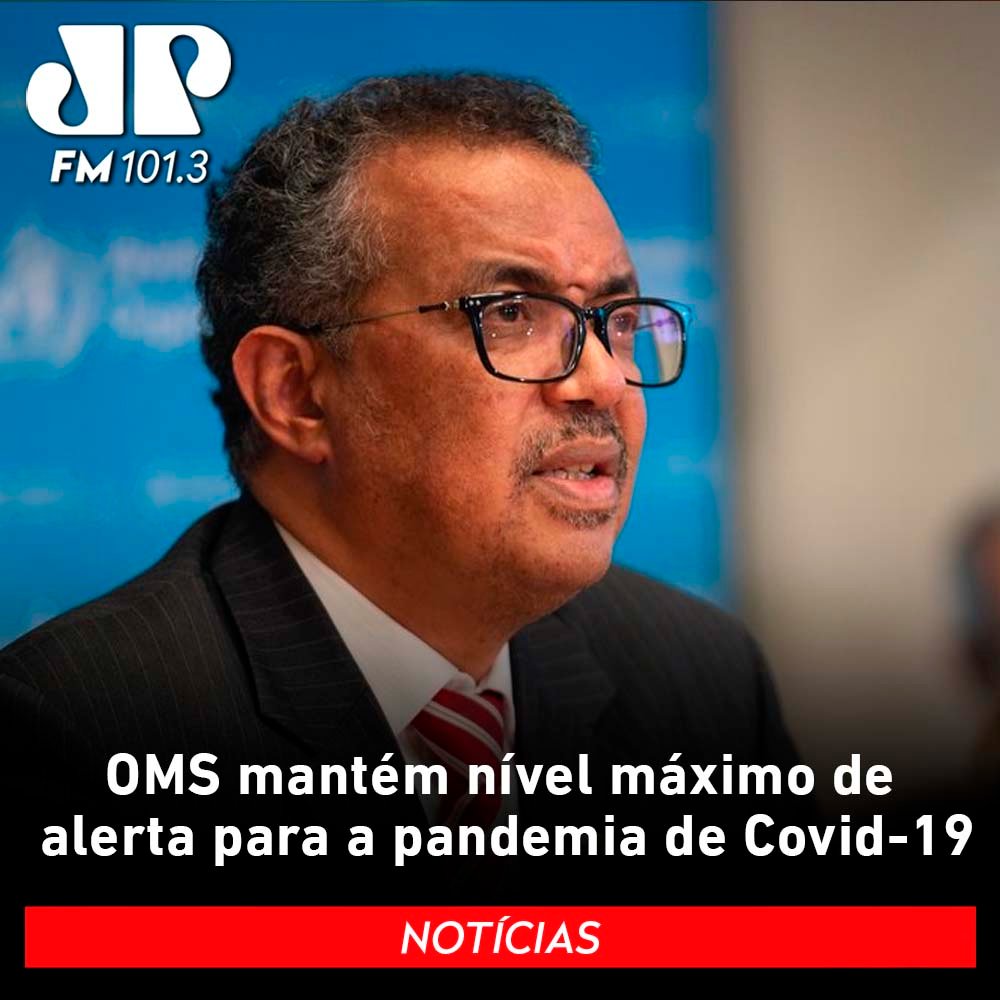 JP
FM 101.3
OMS mantém nível máximo de
alerta para a pandemia de Covid-19
NOTÍCIAS